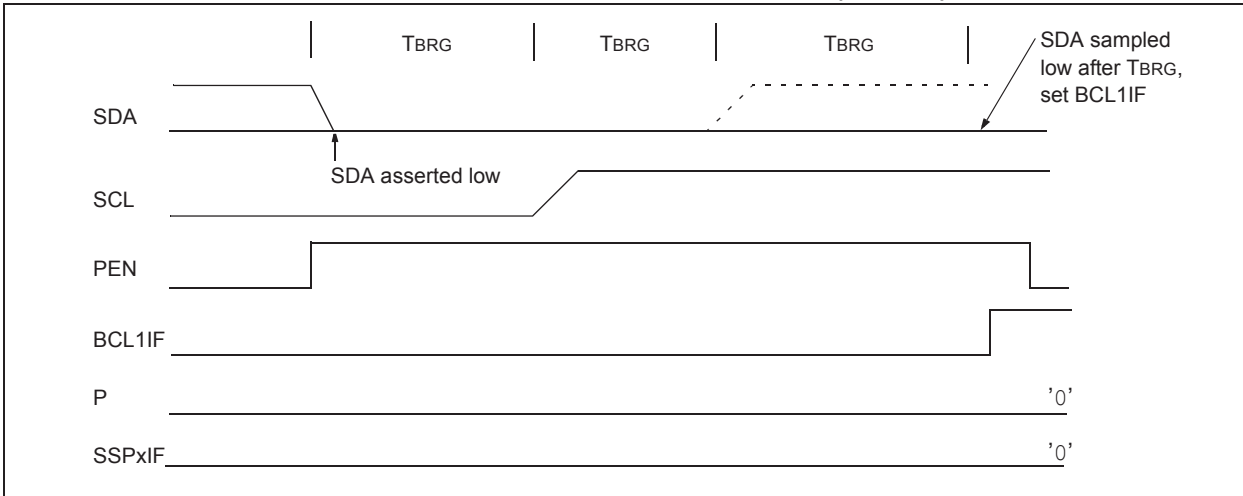 TBRG TBRG TBRG
SDA sampled
low after TBRG,
set BCL1IF
SDA
SDA asserted low
SCL
PEN
BCL1IF
P '0'
SSPxIF '0'